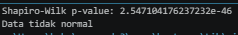 Shapiro-Wilk p-value: 2.547104176237232e-46
Data tidak normal